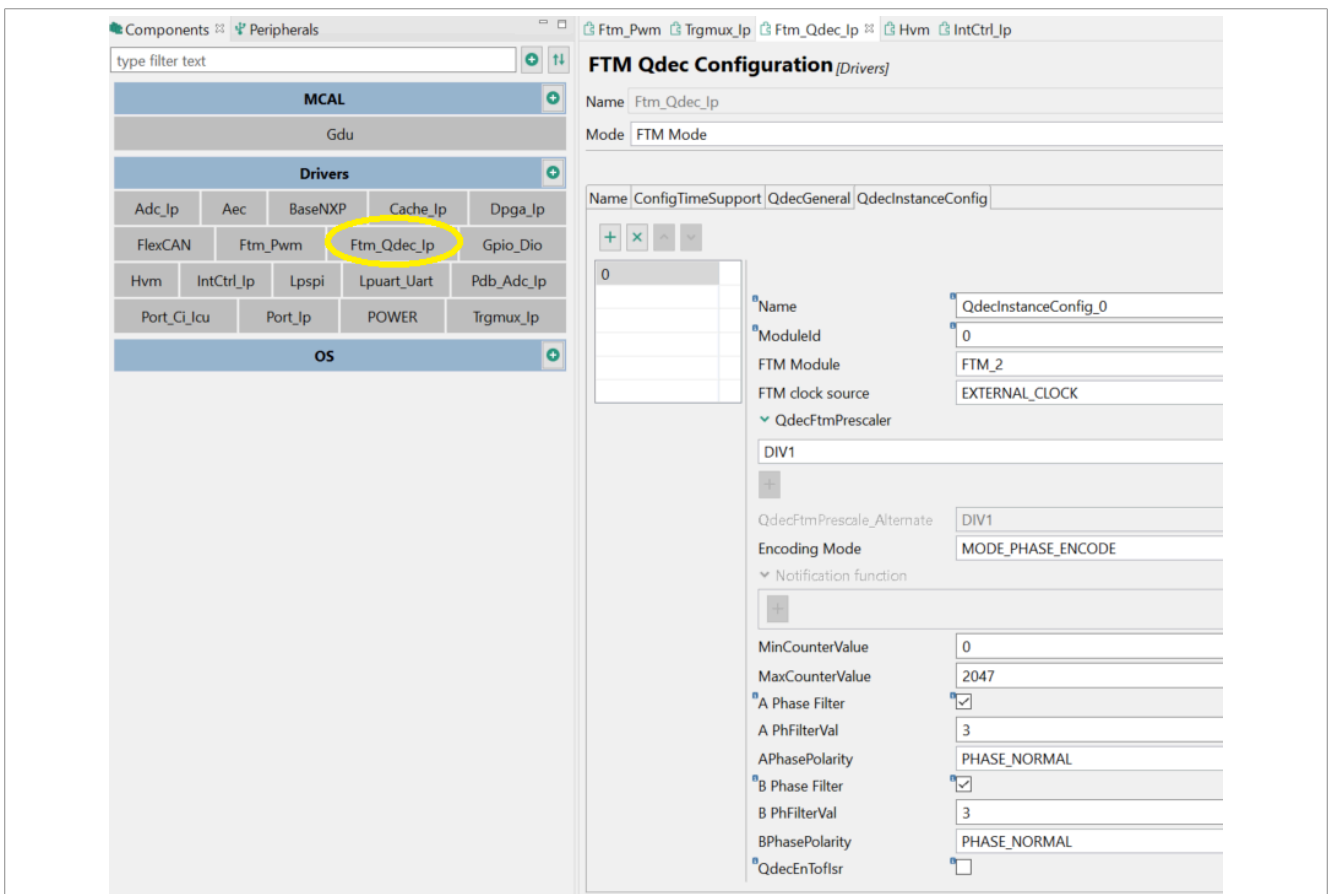 Components Peripherals
type filter text
MCAL
Gdu
Drivers
Adc_Ip Aec BaseNXP Cache_Ip Dpga_Ip
FlexCAN Ftm_Pwm Ftm_Qdec_Ip Gpio_Dio
Hvm IntCtrl_Ip Lpspi Lpuart_Uart Pdb_Adc_Ip
Port_Ci_Icu Port_Ip POWER Trgmux_Ip
OS
Ftm_Pwm Trgmux_Ip Ftm_Qdec_Ip Hvm IntCtrl_Ip
FTM Qdec Configuration [Drivers]
Name Ftm_Qdec_Ip
Mode FTM Mode
Name ConfigTimeSupport QdecGeneral QdecInstanceConfig
0
Name QdecInstanceConfig_0
ModuleId 0
FTM Module FTM_2
FTM clock source EXTERNAL_CLOCK
QdecFtmPrescaler
DIV1
QdecFtmPrescale_Alternate DIV1
Encoding Mode MODE_PHASE_ENCODE
Notification function
MinCounterValue 0
MaxCounterValue 2047
A Phase Filter
A PhFilterVal 3
APhasePolarity PHASE_NORMAL
B Phase Filter
B PhFilterVal 3
BPhasePolarity PHASE_NORMAL
QdecEnTofIsr